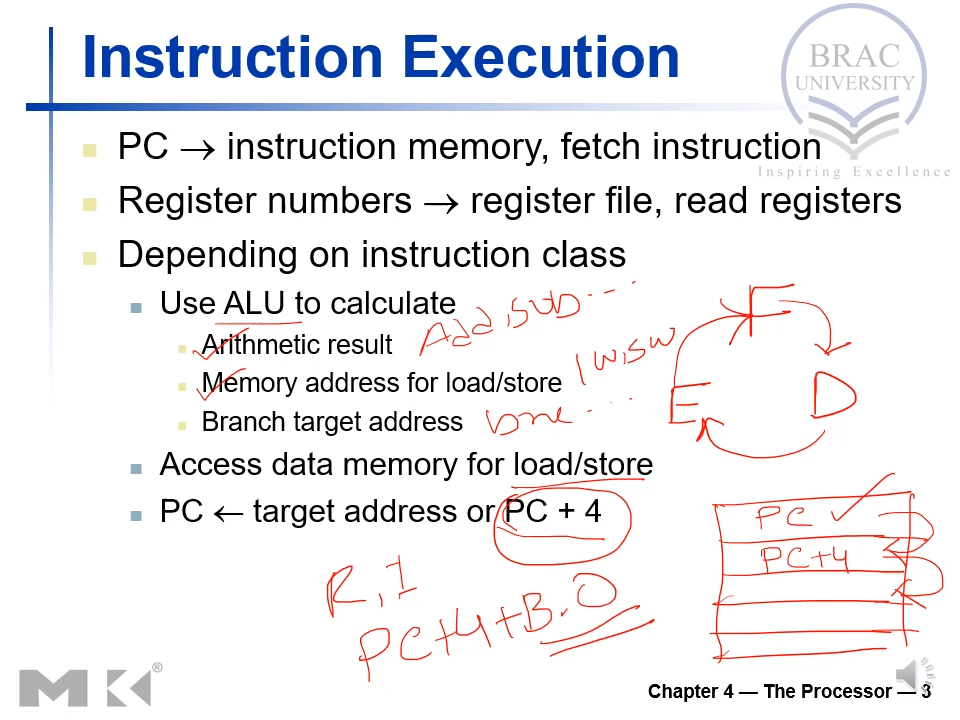 Instruction Execution
BRAC
UNIVERSITY
Inspiring Excellence
PC → instruction memory, fetch instruction
Register numbers → register file, read registers
Depending on instruction class
Use ALU to calculate
Arithmetic result
Add, sub ...
Memory address for load/store
lw, sw
Branch target address
bne ...
F
E
D
Access data memory for load/store
PC ← target address or PC + 4
PC
PC+4
R, I
PC+4+B.O
MK®
Chapter 4 — The Processor — 3